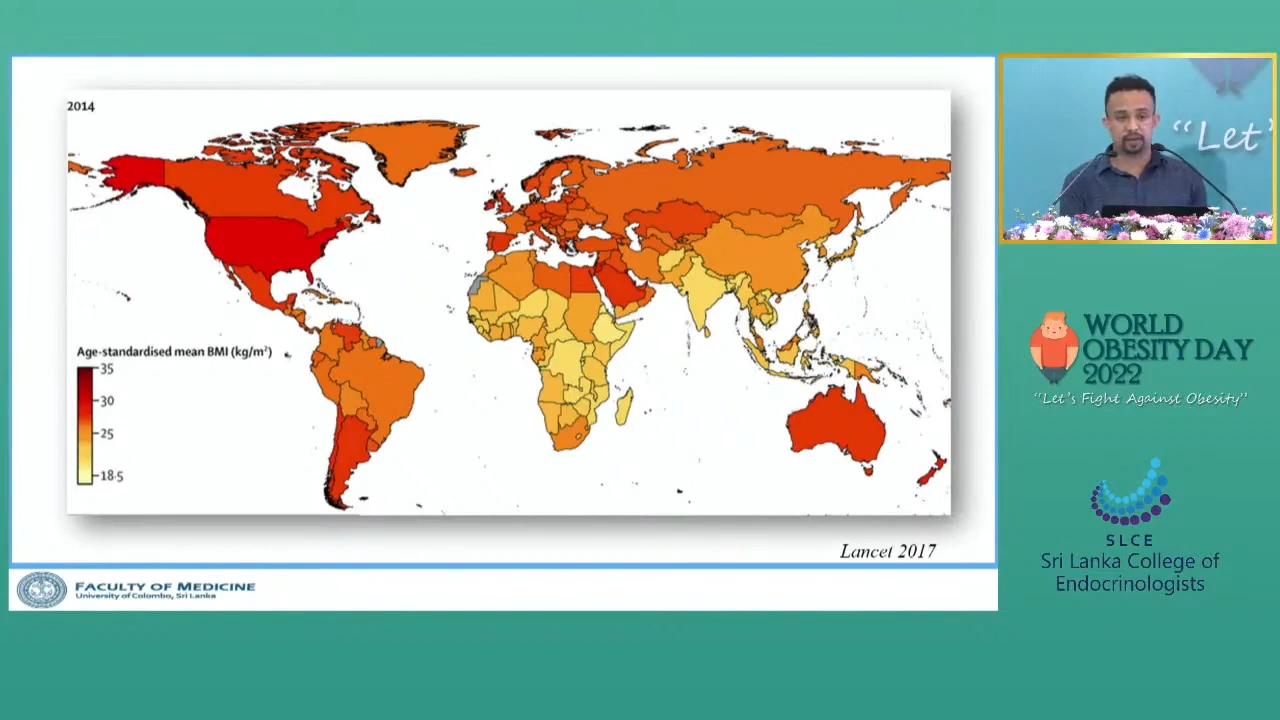 2014
Age-standardised mean BMI (kg/m²)
35
30
25
18·5
Lancet 2017
FACULTY OF MEDICINE
University of Colombo, Sri Lanka
"Let'
WORLD
OBESITY DAY
2022
"Let's Fight Against Obesity"
SLCE
Sri Lanka College of
Endocrinologists